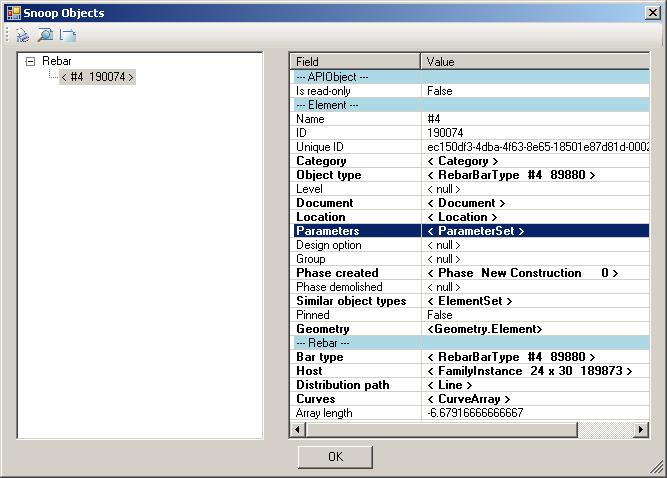 Snoop Objects
Rebar
< #4 190074 >
Field Value
--- APIObject ---
Is read-only False
--- Element ---
Name #4
ID 190074
Unique ID ec150df3-4dba-4f63-8e65-18501e87d81d-0002
Category < Category >
Object type < RebarBarType #4 89880 >
Level < null >
Document < Document >
Location < Location >
Parameters < ParameterSet >
Design option < null >
Group < null >
Phase created < Phase New Construction 0 >
Phase demolished < null >
Similar object types < ElementSet >
Pinned False
Geometry <Geometry.Element>
--- Rebar ---
Bar type < RebarBarType #4 89880 >
Host < FamilyInstance 24 x 30 189873 >
Distribution path < Line >
Curves < CurveArray >
Array length -6.67916666666667
OK